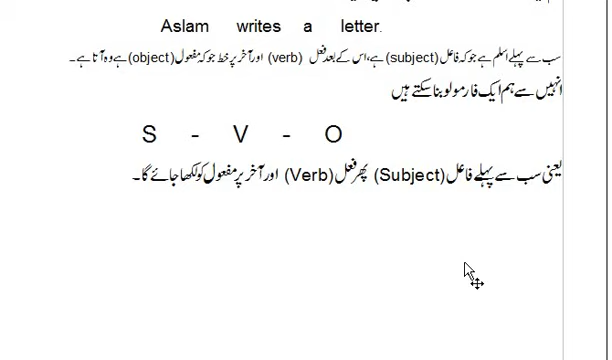 Aslam writes a letter.
سب سے پہلے اسلم ہے جو کہ فاعل (subject) ہے، اس کے بعد فعل (verb) اور آخر پر خط جو کہ مفعول (object) ہے وہ آتا ہے۔
انہیں سے ہم ایک فارمولا بنا سکتے ہیں
S - V - O
یعنی سب سے پہلے فاعل (Subject) پھر فعل (Verb) اور آخر پر مفعول کو لکھا جائے گا۔